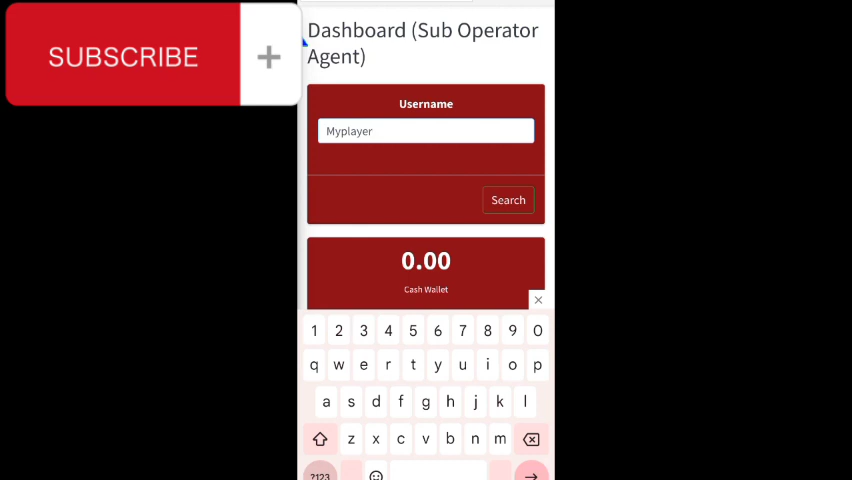 SUBSCRIBE +
Dashboard (Sub Operator
Agent)
Username
Myplayer
Search
0.00
Cash Wallet
1 2 3 4 5 6 7 8 9 0
q w e r t y u i o p
a s d f g h j k l
z x c v b n m
?123